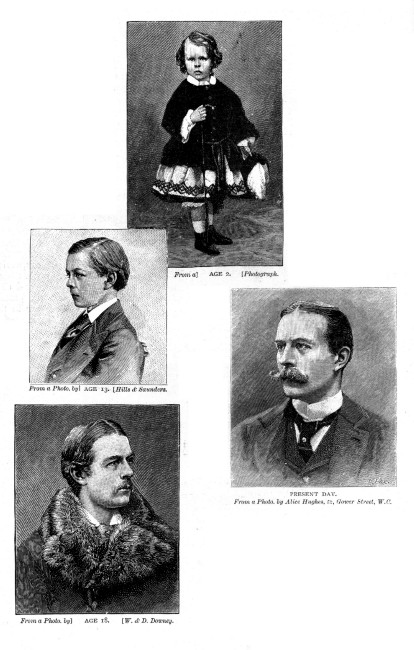 From a] AGE 2. [Photograph.
From a Photo. by] AGE 13. [Hills & Saunders.
PRESENT DAY.
From a Photo. by Alice Hughes, 52, Gower Street, W.C.
From a Photo. by] AGE 18. [W. & D. Downey.